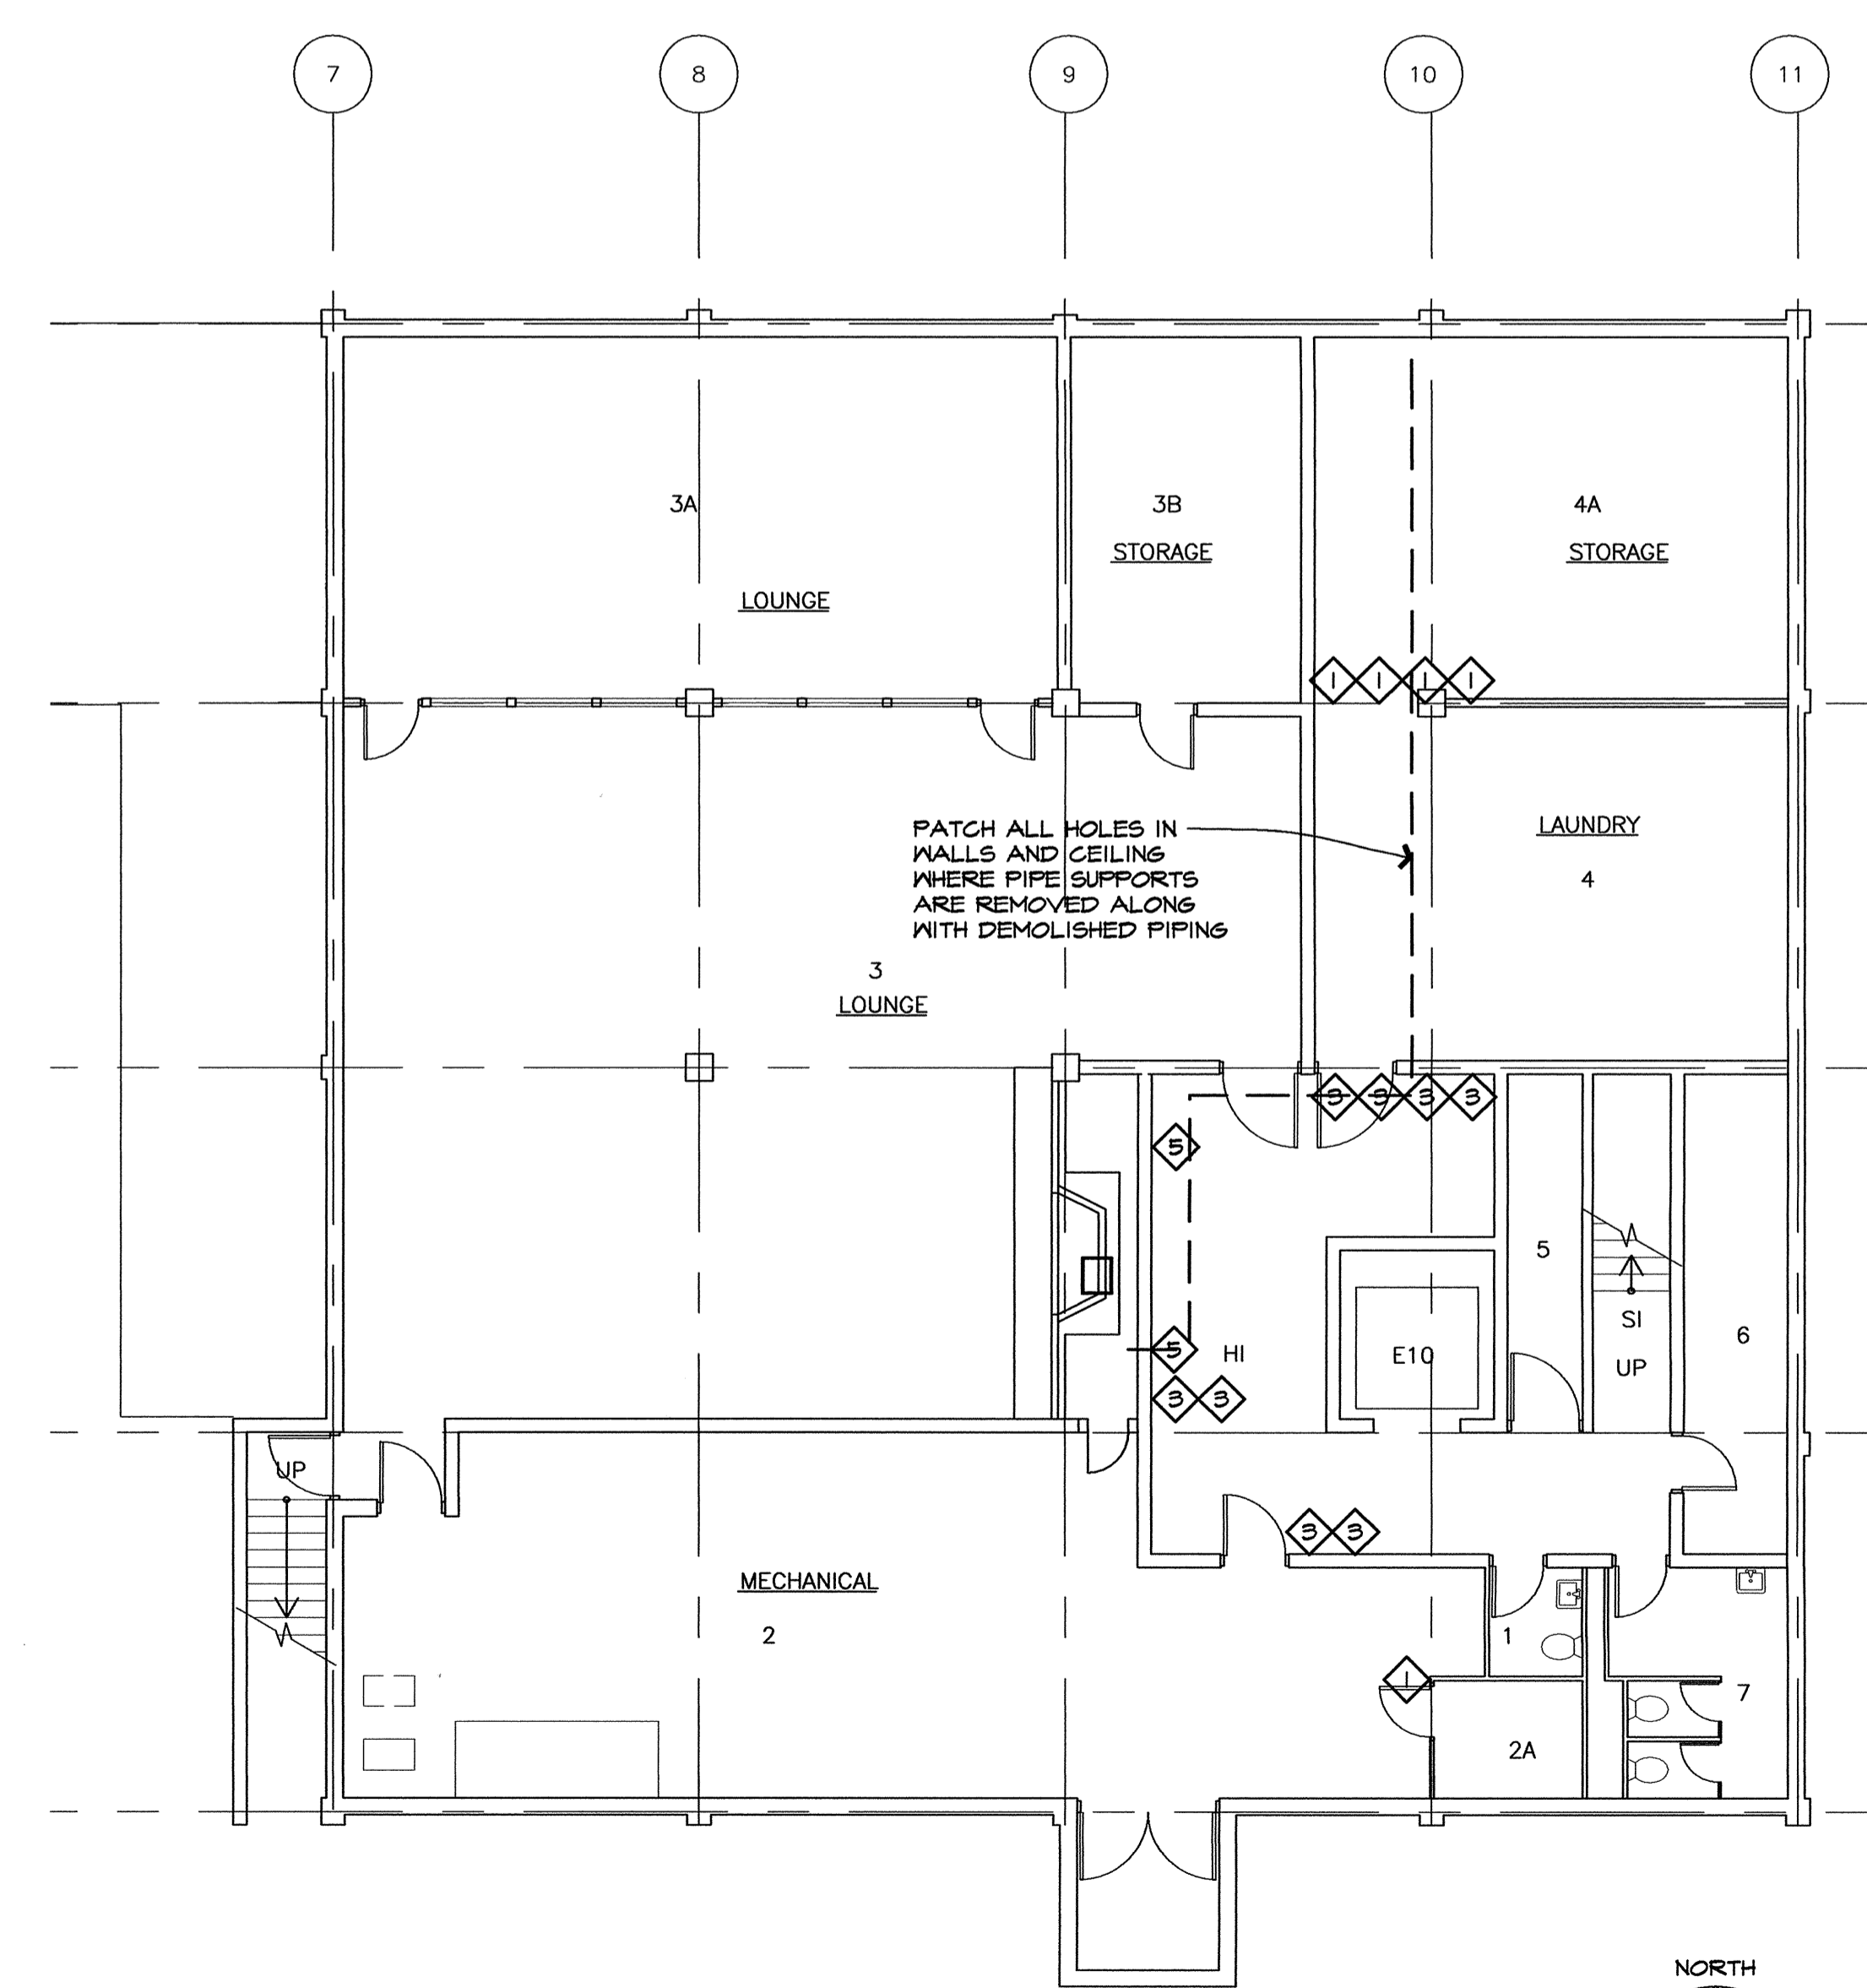 7
8
9
10
11
3A
3B
4A
STORAGE
STORAGE
LOUNGE
1 1 1 1
PATCH ALL HOLES IN
WALLS AND CEILING
WHERE PIPE SUPPORTS
ARE REMOVED ALONG
WITH DEMOLISHED PIPING
LAUNDRY
4
3
LOUNGE
3 3 3 3
5
5
H1
3 3
E10
5
S1
UP
6
UP
3 3
MECHANICAL
2
1
1
7
2A
NORTH